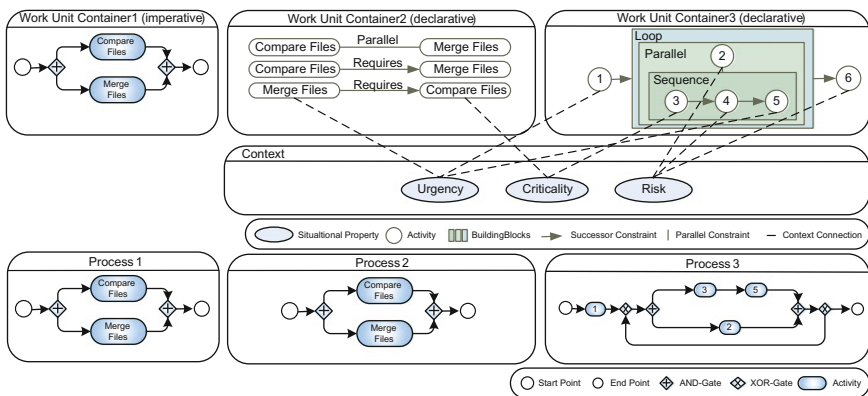 Work Unit Container1 (imperative)
Compare
Files
Merge
Files
Work Unit Container2 (declarative)
Compare Files
Parallel
Merge Files
Compare Files
Requires
Merge Files
Merge Files
Requires
Compare Files
Work Unit Container3 (declarative)
Loop
Parallel
2
Sequence
1
3
4
5
6
Context
Urgency
Criticality
Risk
Situaltional Property
Activity
BuildingBlocks
Successor Constraint
Parallel Constraint
Context Connection
Process 1
Compare
Files
Merge
Files
Process 2
Compare
Files
Merge
Files
Process 3
1
3
5
2
Start Point
End Point
AND-Gate
XOR-Gate
Activity